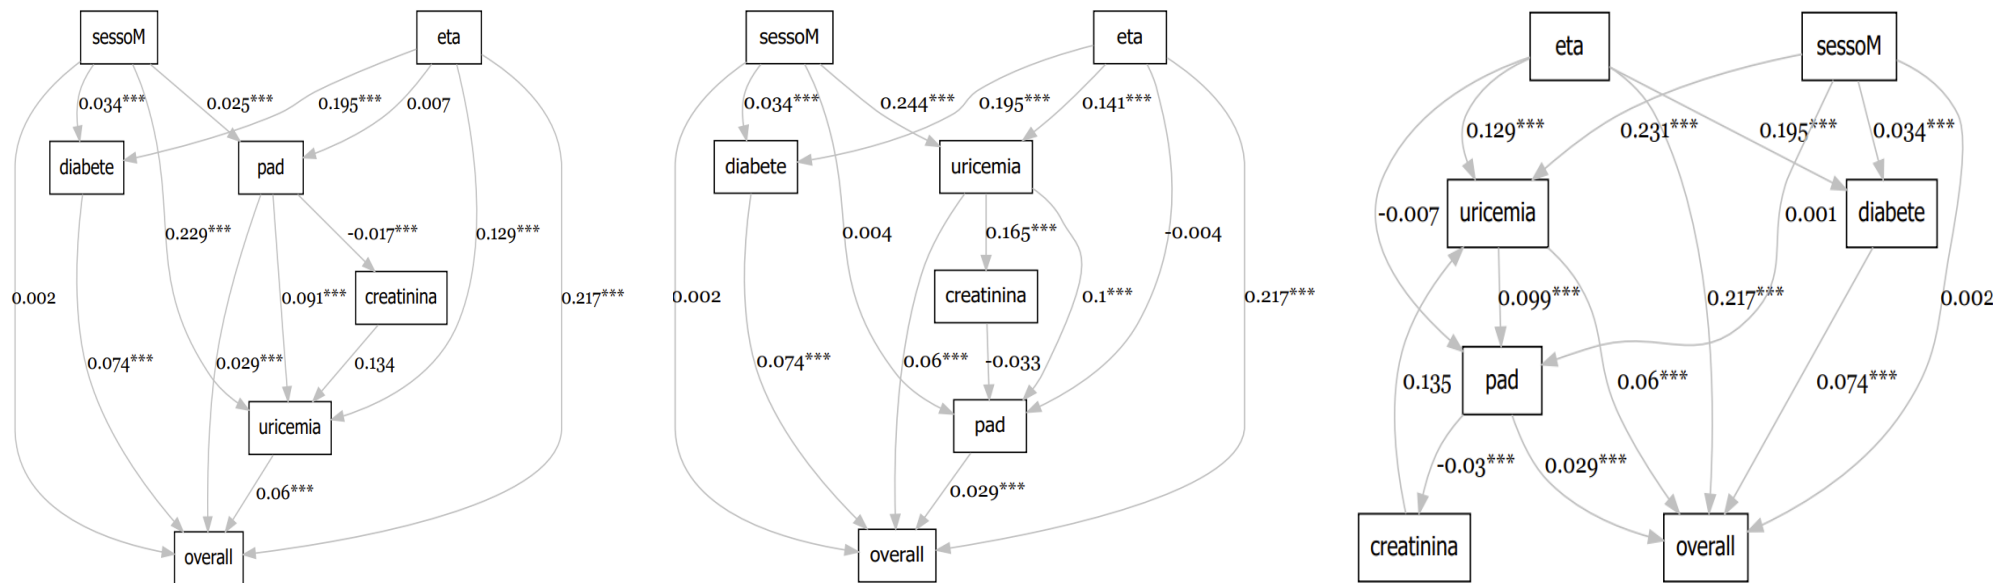 sessoM
eta
0.034***
0.025***
0.195***
0.007
diabete
pad
0.229***
-0.017***
0.129***
0.002
0.091***
creatinina
0.217***
0.074***
0.029***
0.134
uricemia
0.06***
overall
sessoM
eta
0.034***
0.244***
0.195***
0.141***
diabete
uricemia
0.004
0.165***
-0.004
0.002
creatinina
0.1***
0.217***
0.074***
0.06***
-0.033
pad
0.029***
overall
eta
sessoM
0.129***
0.231***
0.195***
0.034***
-0.007
uricemia
0.001
diabete
0.099***
0.217***
0.002
0.135
pad
0.06***
0.074***
-0.03***
0.029***
creatinina
overall